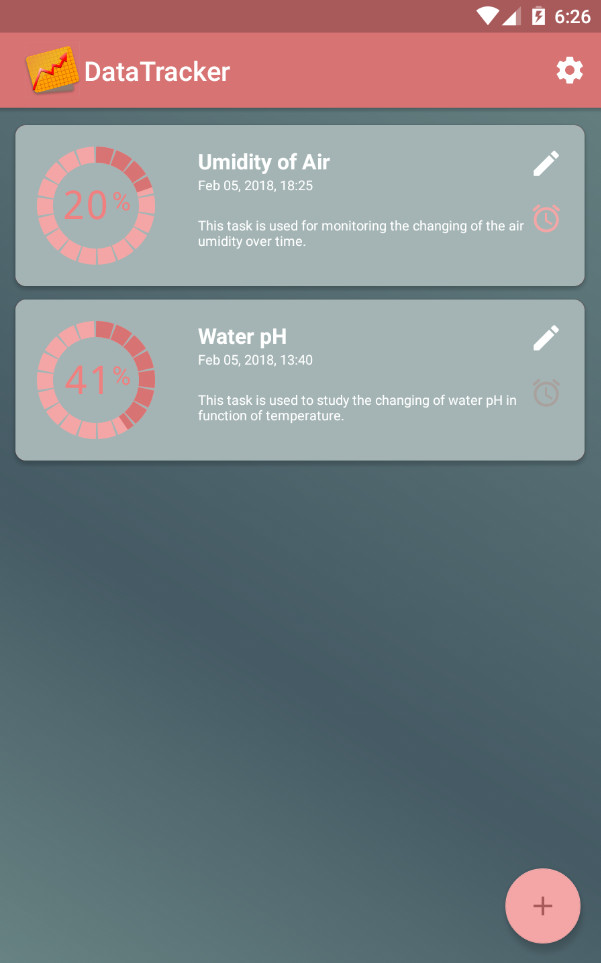 6:26
DataTracker
20%
Umidity of Air
Feb 05, 2018, 18:25
This task is used for monitoring the changing of the air
umidity over time.
41%
Water pH
Feb 05, 2018, 13:40
This task is used to study the changing of water pH in
function of temperature.